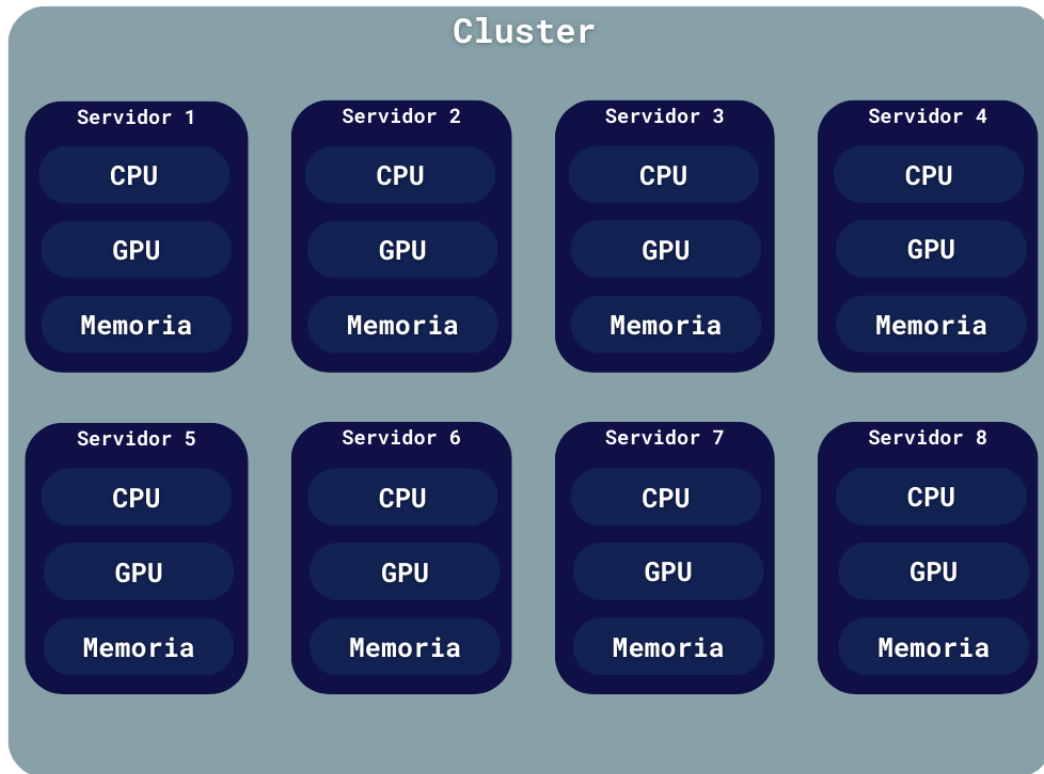 Cluster
Servidor 1
CPU
GPU
Memoria
Servidor 2
CPU
GPU
Memoria
Servidor 3
CPU
GPU
Memoria
Servidor 4
CPU
GPU
Memoria
Servidor 5
CPU
GPU
Memoria
Servidor 6
CPU
GPU
Memoria
Servidor 7
CPU
GPU
Memoria
Servidor 8
CPU
GPU
Memoria